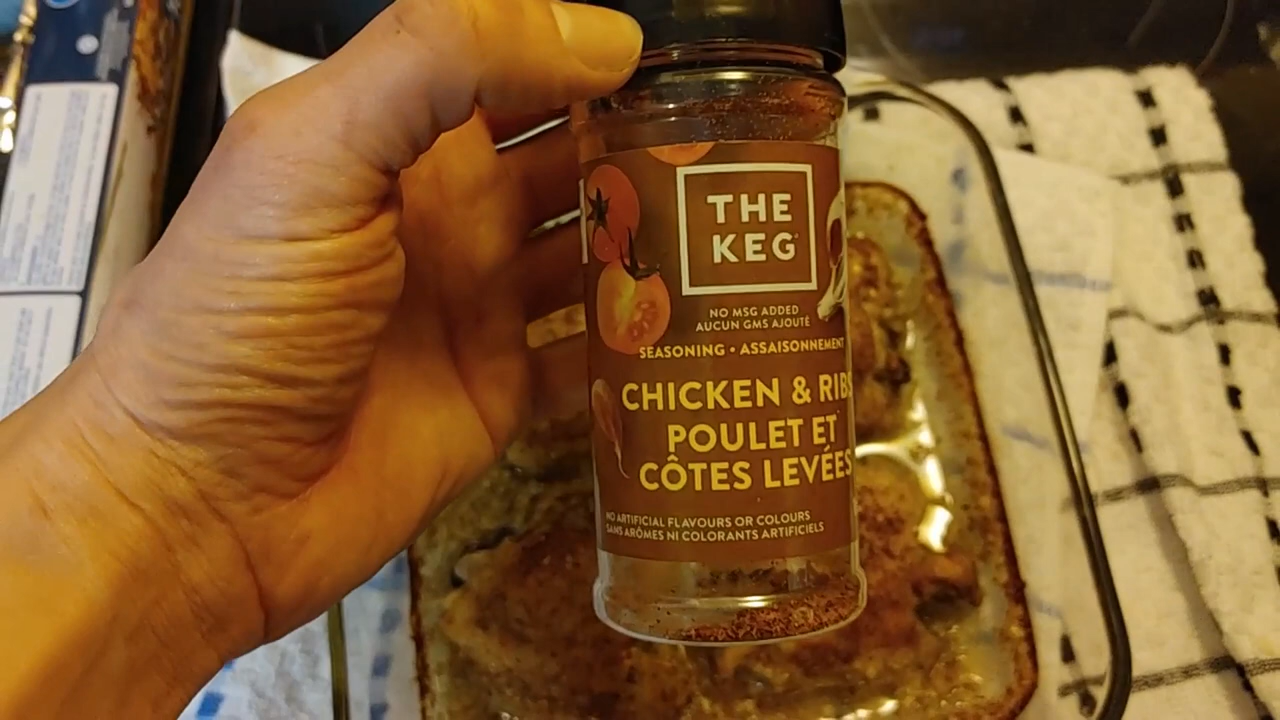 THE
KEG
NO MSG ADDED
AUCUN GMS AJOUTÉ
SEASONING • ASSAISONNEMENT
CHICKEN & RIBS
POULET ET
CÔTES LEVÉES
NO ARTIFICIAL FLAVOURS OR COLOURS
SANS ARÔMES NI COLORANTS ARTIFICIELS